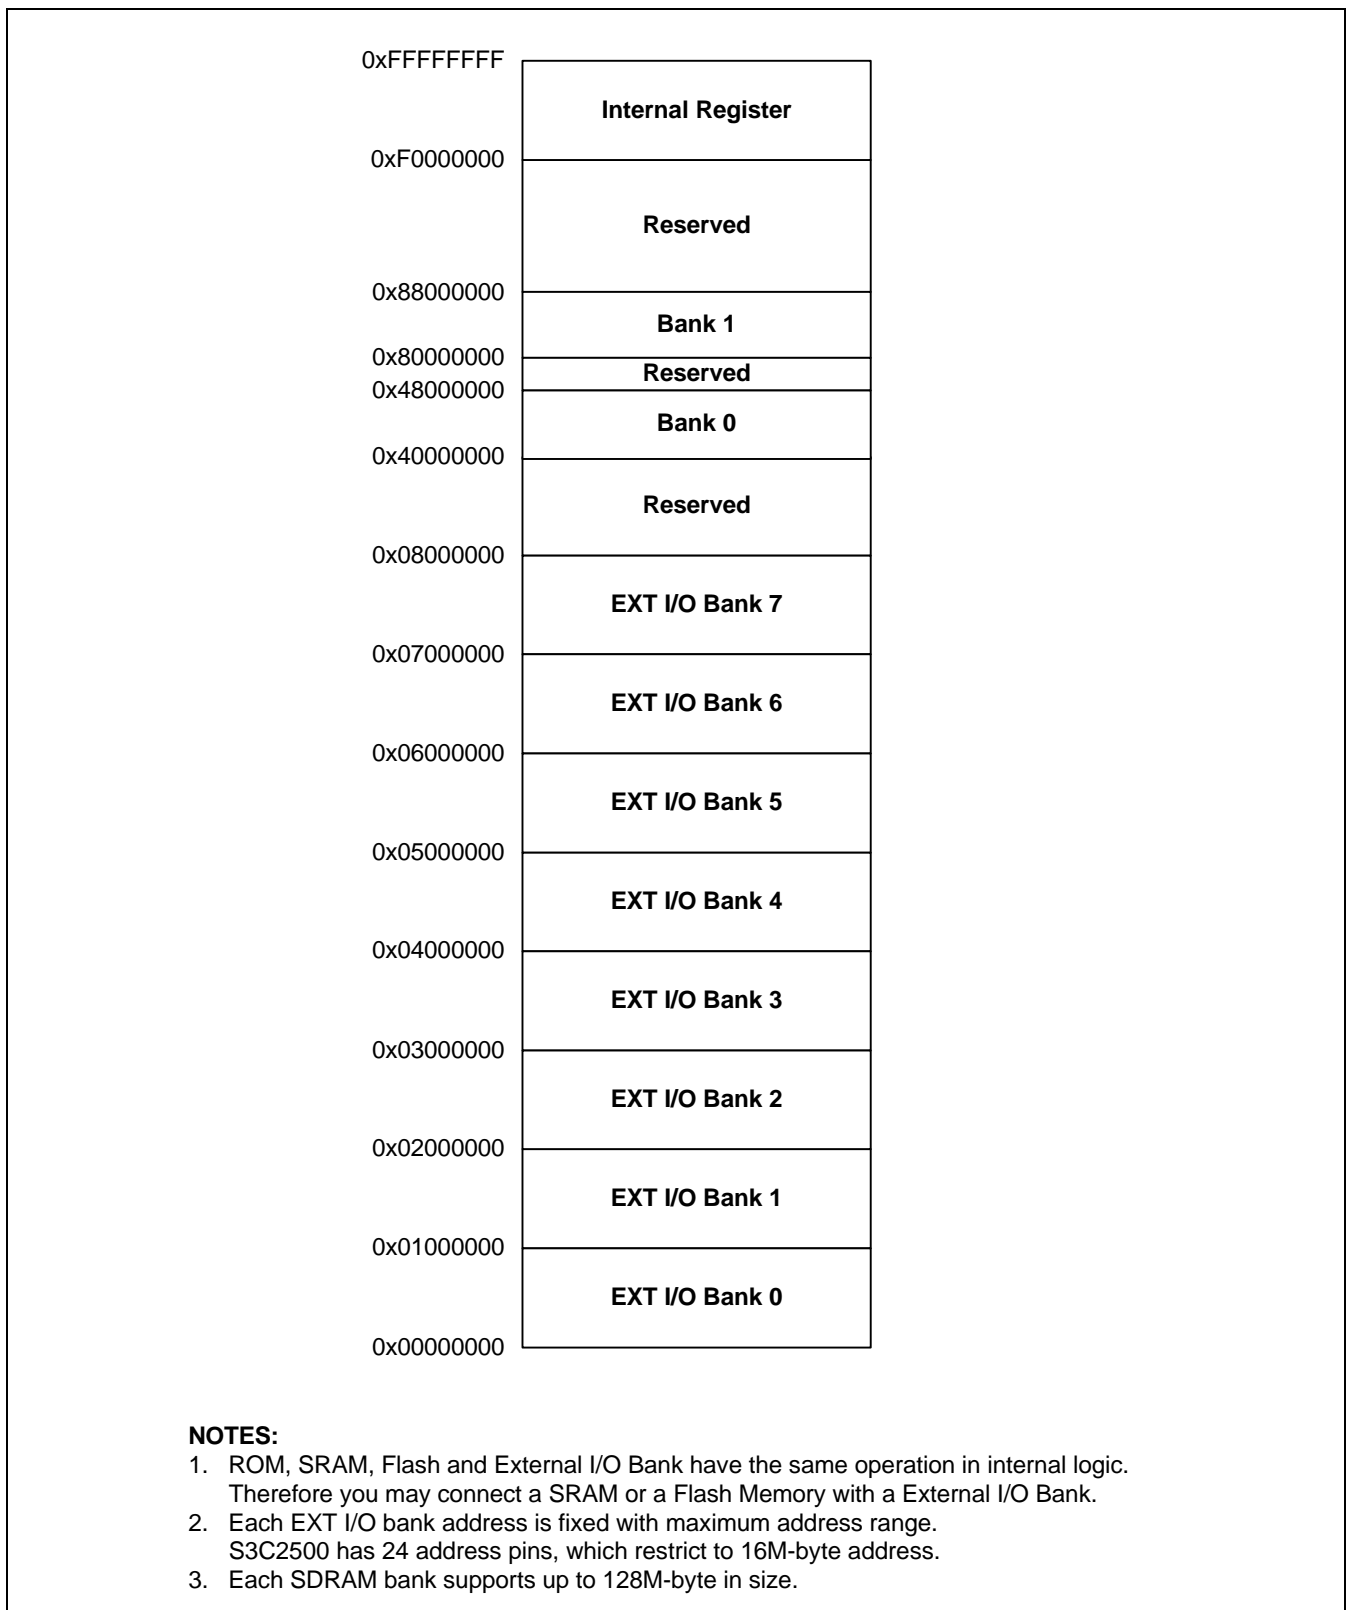 0xFFFFFFFF
Internal Register
0xF0000000
Reserved
0x88000000
Bank 1
0x80000000
Reserved
0x48000000
Bank 0
0x40000000
Reserved
0x08000000
EXT I/O Bank 7
0x07000000
EXT I/O Bank 6
0x06000000
EXT I/O Bank 5
0x05000000
EXT I/O Bank 4
0x04000000
EXT I/O Bank 3
0x03000000
EXT I/O Bank 2
0x02000000
EXT I/O Bank 1
0x01000000
EXT I/O Bank 0
0x00000000
NOTES:
1. ROM, SRAM, Flash and External I/O Bank have the same operation in internal logic.
Therefore you may connect a SRAM or a Flash Memory with a External I/O Bank.
2. Each EXT I/O bank address is fixed with maximum address range.
S3C2500 has 24 address pins, which restrict to 16M-byte address.
3. Each SDRAM bank supports up to 128M-byte in size.